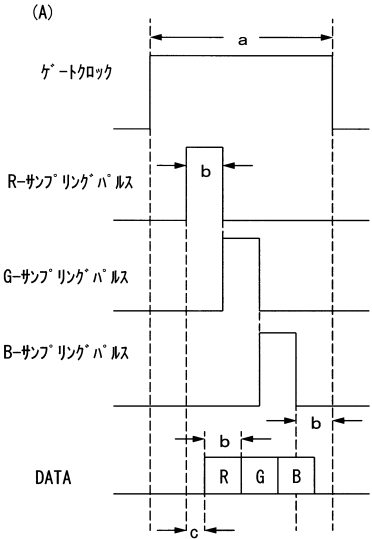 (A)
a
ゲートクロック
b
R-サンプリングパルス
G-サンプリングパルス
B-サンプリングパルス
b
b
DATA R G B
c